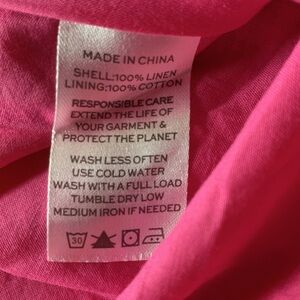 MADE IN CHINA
SHELL:100% LINEN
LINING:100% COTTON
RESPONSIBLE CARE
EXTEND THE LIFE OF
YOUR GARMENT &
PROTECT THE PLANET
WASH LESS OFTEN
USE COLD WATER
WASH WITH A FULL LOAD
TUMBLE DRY LOW
MEDIUM IRON IF NEEDED
30